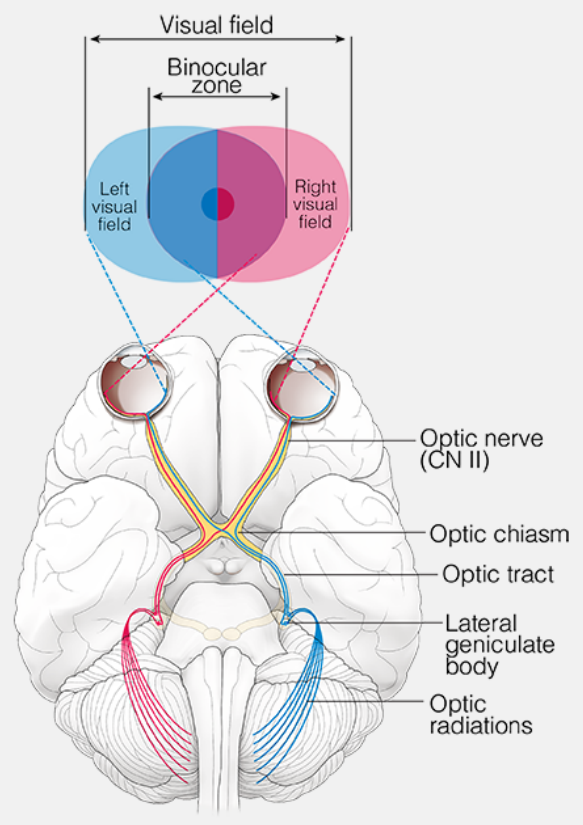 Visual field
Binocular
zone
Left
visual
field
Right
visual
field
Optic nerve
(CN II)
Optic chiasm
Optic tract
Lateral
geniculate
body
Optic
radiations